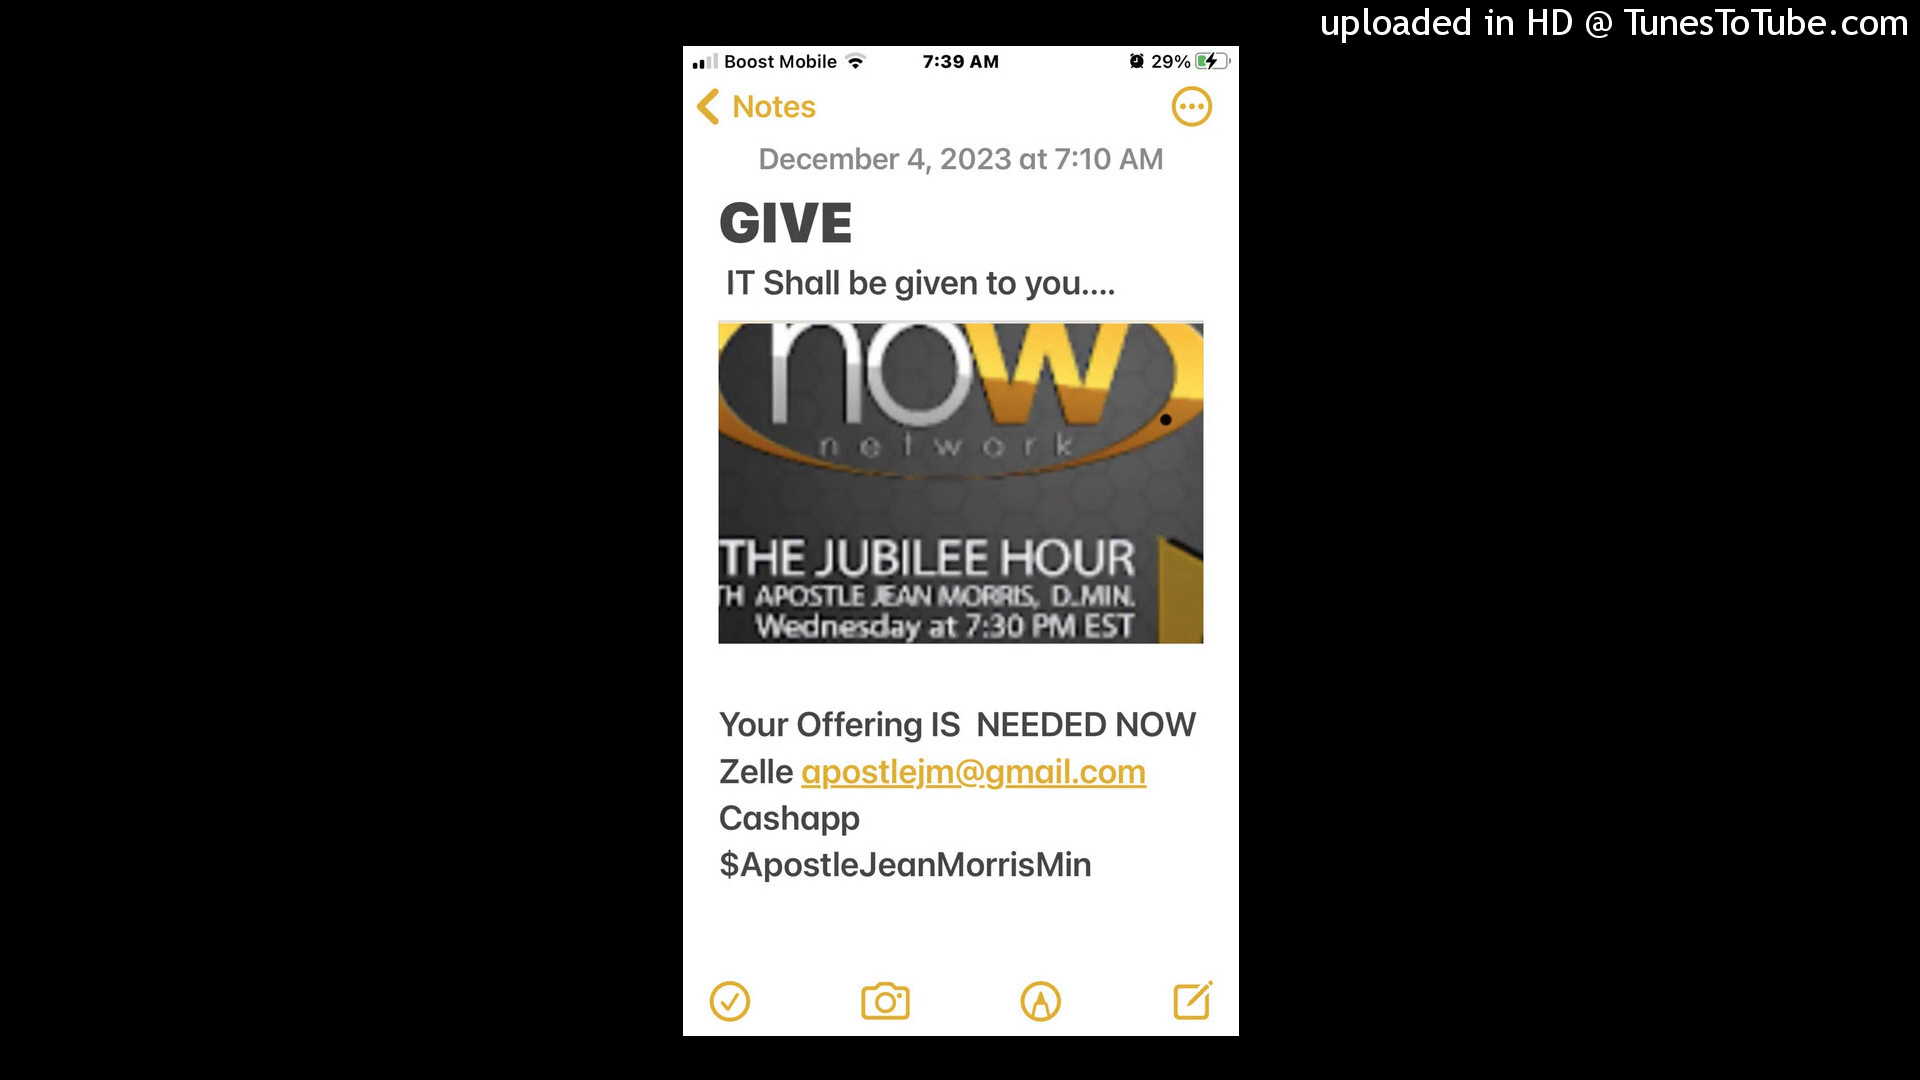 uploaded in HD @ TunesToTube.com
Boost Mobile 7:39 AM 29%
Notes
December 4, 2023 at 7:10 AM
GIVE
IT Shall be given to you....
now
network
THE JUBILEE HOUR
TH APOSTLE JEAN MORRIS, D..MIN.
Wednesday at 7:30 PM EST
Your Offering IS NEEDED NOW
Zelle apostlejm@gmail.com
Cashapp
$ApostleJeanMorrisMin